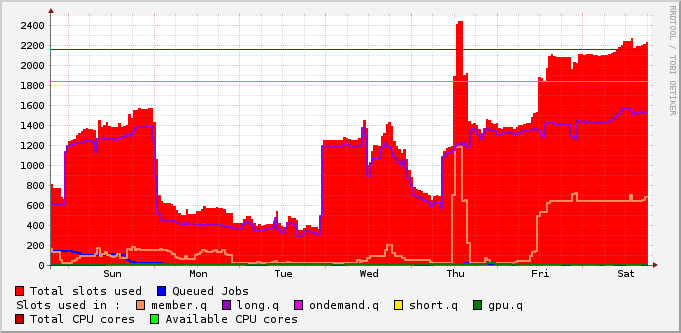 RRDTOOL / TOBI OETIKER
2400
2200
2000
1800
1600
1400
1200
1000
800
600
400
200
0
Sun Mon Tue Wed Thu Fri Sat
Total slots used Queued Jobs
Slots used in : member.q long.q ondemand.q short.q gpu.q
Total CPU cores Available CPU cores